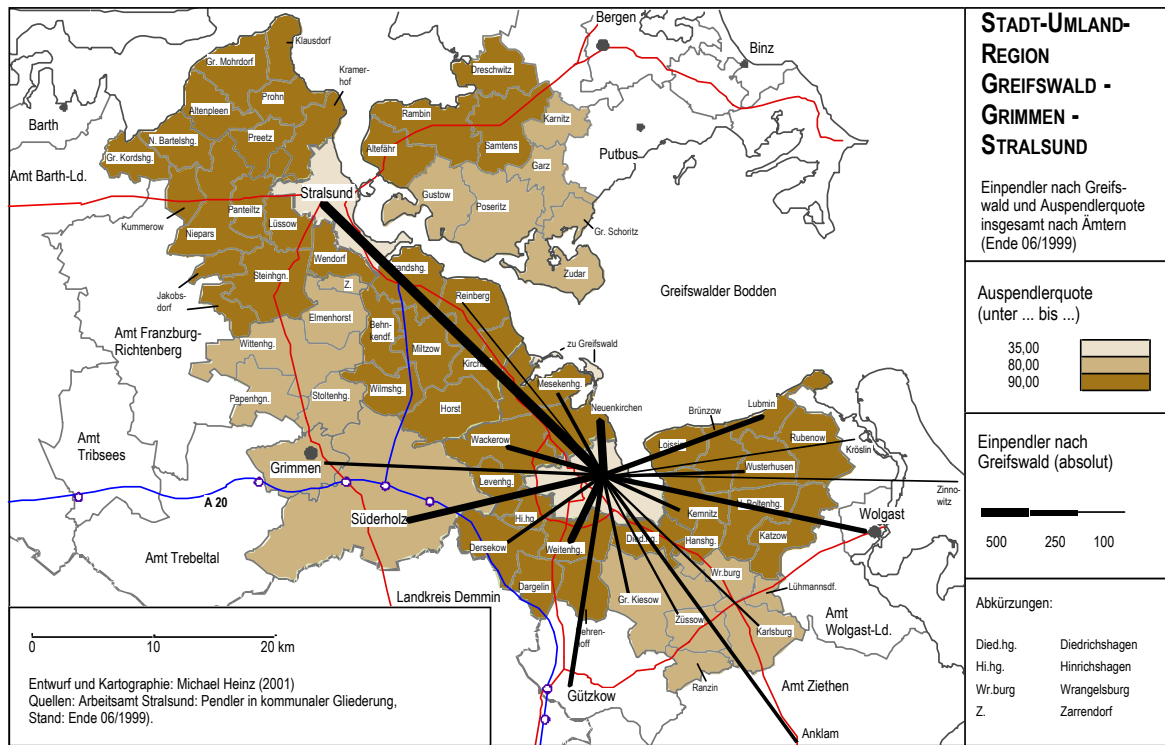 Bergen
Binz
Klausdorf
Gr. Mohrdorf
Kramer-
hof
Dreschwitz
Prohn
Altenpleen
Barth
Rambin
Karnitz
N. Bartelshg.
Preetz
Samtens
Altefähr
Putbus
Gr. Kordshg.
Garz
Amt Barth-Ld.
Stralsund
Gustow
Poseritz
Panteiltz
Lüssow
Kummerow
Niepars
Gr. Schoritz
Wendorf
randshg.
Steinhgn.
Zudar
Z.
Greifswalder Bodden
Jakobs-
dorf
Reinberg
Elmenhorst
Amt Franzburg-
Richtenberg
Behn-
kendf.
Miltzow
Wittenhg.
zu Greifswald
Kirch
Mesekenhg.
Wilmshg.
Papenhgn.
Stoltenhg.
Horst
Neuenkirchen
Lubmin
Brünzow
Amt
Tribsees
Wackerow
Loissin
Rubenow
Kröslin
Grimmen
Wusterhusen
Levenhg.
Zinno-
witz
A 20
Boltenhg.
Kemnitz
Wolgast
Süderholz
Hi.hg.
Died.hg.
Hanshg.
Katzow
Dersekow
Weitenhg.
Amt Trebeltal
Wr.burg
Lühmannsdf.
Dargelin
Gr. Kiesow
Landkreis Demmin
Züssow
Amt
Wolgast-Ld.
Karlsburg
ehren-
hoff
Ranzin
Amt Ziethen
Gützkow
Anklam
0 10 20 km
Entwurf und Kartographie: Michael Heinz (2001)
Quellen: Arbeitsamt Stralsund: Pendler in kommunaler Gliederung,
Stand: Ende 06/1999).
STADT-UMLAND-
REGION
GREIFSWALD -
GRIMMEN -
STRALSUND
Einpendler nach Greifs-
wald und Auspendlerquote
insgesamt nach Ämtern
(Ende 06/1999)
Auspendlerquote
(unter ... bis ...)
35,00
80,00
90,00
Einpendler nach
Greifswald (absolut)
500 250 100
Abkürzungen:
Died.hg. Diedrichshagen
Hi.hg. Hinrichshagen
Wr.burg Wrangelsburg
Z. Zarrendorf